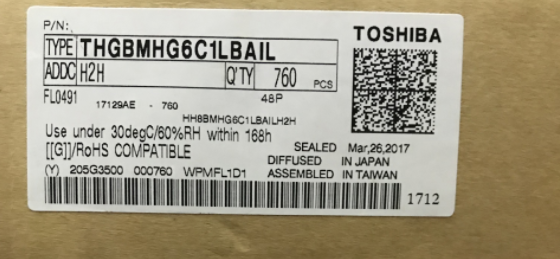 P/N:
TOSHIBA
TYPE THGBMHG6C1LBAIL
ADDC H2H Q'TY 760 PCS
FL0491 48P
17129AE - 760
HH8BMHG6C1LBAILH2H
Use under 30degC/60%RH within 168h
[[G]]/RoHS COMPATIBLE
SEALED Mar,26,2017
DIFFUSED IN JAPAN
(Y) 205G3500 000760 WPMFL1D1 ASSEMBLED IN TAIWAN
1712